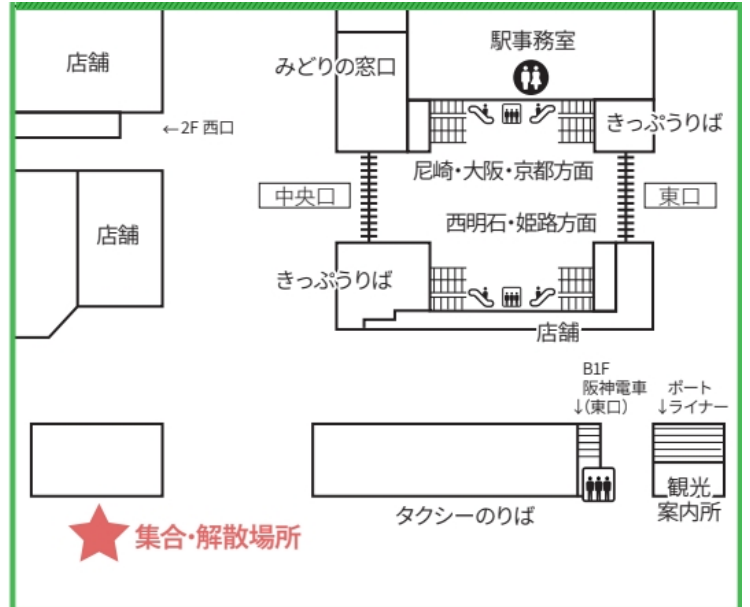 店舗
みどりの窓口
駅事務室
←2F 西口
きっぷうりば
尼崎・大阪・京都方面
中央口
東口
西明石・姫路方面
店舗
きっぷうりば
店舗
B1F
阪神電車
↓(東口)
ポート
↓ライナー
観光
案内所
タクシーのりば
集合・解散場所